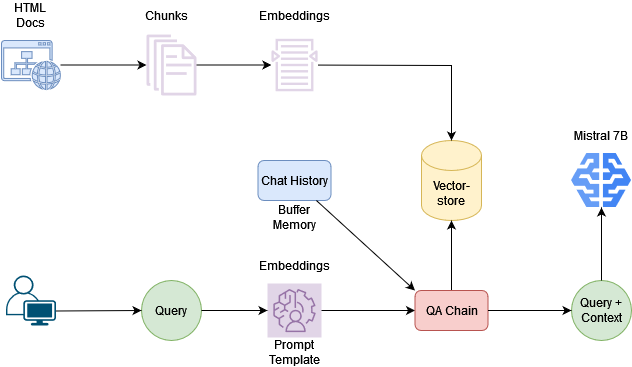 HTML
Docs
Chunks
Embeddings
Mistral 7B
Chat History
Buffer
Memory
Vector-
store
Embeddings
Query
Prompt
Template
QA Chain
Query +
Context